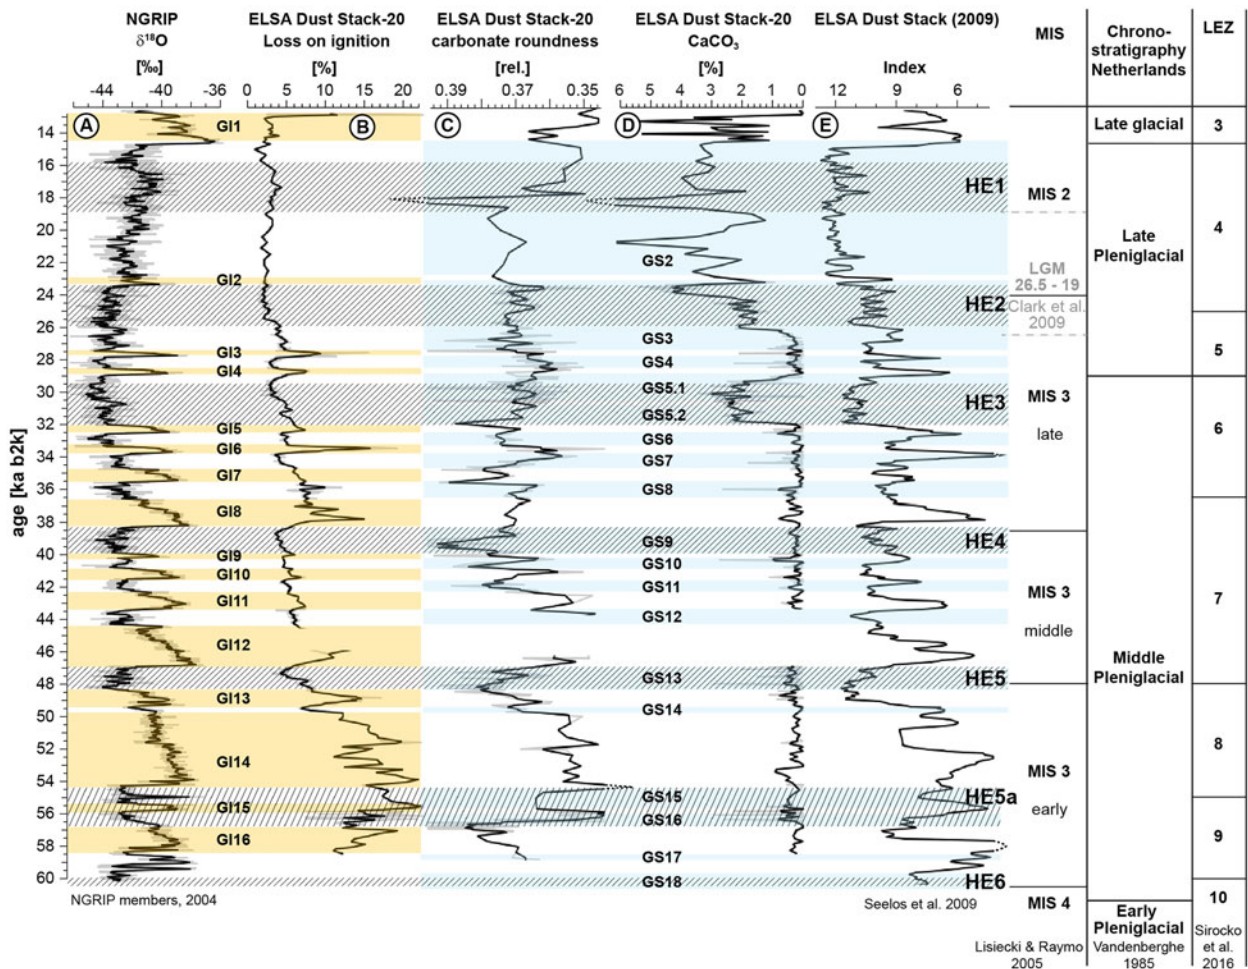 NGRIP
δ¹⁸O
[‰]
-44 -40 -36
ELSA Dust Stack-20
Loss on ignition
[%]
0 5 10 15 20
ELSA Dust Stack-20
carbonate roundness
[rel.]
0.39 0.37 0.35
ELSA Dust Stack-20
CaCO₃
[%]
6 5 4 3 2 1 0
ELSA Dust Stack (2009)
Index
12 10 6
MIS
Chrono-
stratigraphy
Netherlands
LEZ
A
B
C
D
E
age [ka b2k]
14
16
18
20
22
24
26
28
30
32
34
36
38
40
42
44
46
48
50
52
54
56
58
60
GI1
GI2
GI3
GI4
GI5
GI6
GI7
GI8
GI9
GI10
GI11
GI12
GI13
GI14
GI15
GI16
GS2
GS3
GS4
GS5.1
GS5.2
GS6
GS7
GS8
GS9
GS10
GS11
GS12
GS13
GS14
GS15
GS16
GS17
GS18
HE1
HE2
HE3
HE4
HE5
HE5a
HE6
MIS 2
LGM
26.5 - 19
Clark et al.
2009
MIS 3
late
MIS 3
middle
MIS 3
early
MIS 4
Lisiecki & Raymo
2005
Late glacial
Late
Pleniglacial
Middle
Pleniglacial
Early
Pleniglacial
Vandenberghe
1985
3
4
5
6
7
8
9
10
Sirocko
et al.
2016
NGRIP members, 2004
Seelos et al. 2009